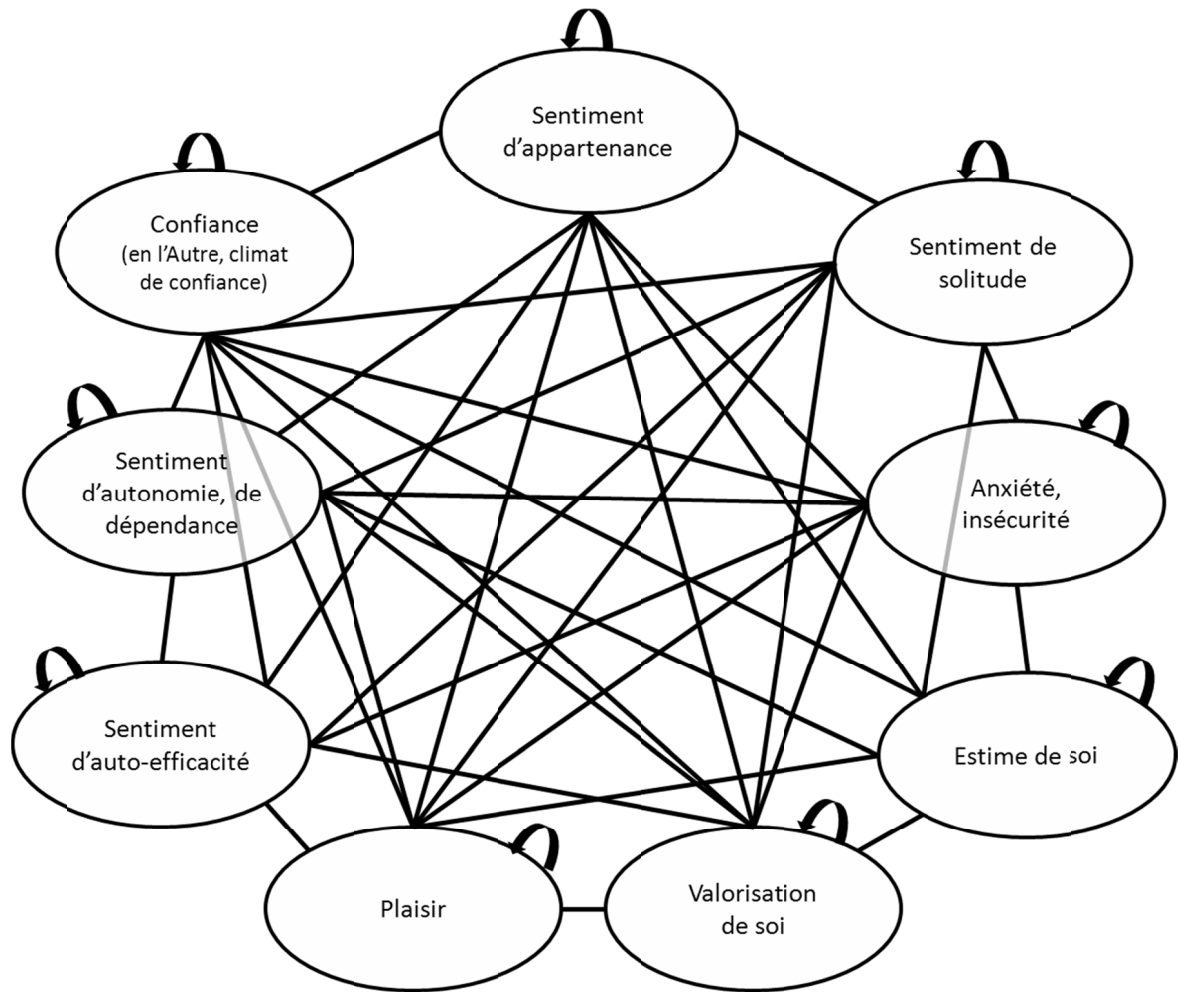 Sentiment
d'appartenance
Confiance
(en l'Autre, climat
de confiance)
Sentiment de
solitude
Sentiment
d'autonomie, de
dépendance
Anxiété,
insécurité
Sentiment
d'auto-efficacité
Estime de soi
Plaisir
Valorisation
de soi